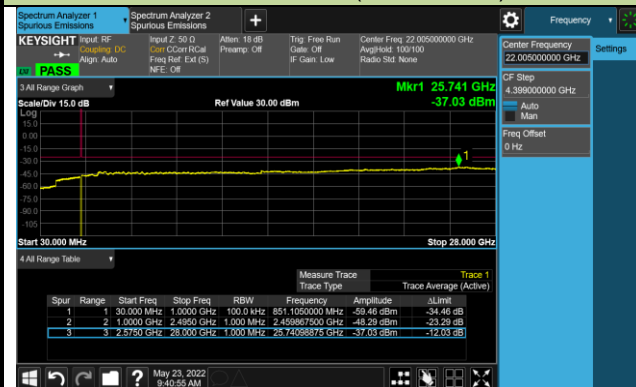 Spectrum Analyzer 1
Spurious Emissions
Spectrum Analyzer 2
Spurious Emissions
+
Frequency
KEYSIGHT
Input: RF
Coupling: DC
Align: Auto
Input Z: 50 Ω
Corr CCorr RCal
Freq Ref: Ext (S)
NFE: Off
Atten: 18 dB
Preamp: Off
Trig: Free Run
Gate: Off
IF Gain: Low
Center Freq: 22.005000000 GHz
Avg|Hold: 100/100
Radio Std: None
PASS
Center Frequency
22.005000000 GHz
Settings
CF Step
4.399000000 GHz
Auto
Man
Freq Offset
0 Hz
3 All Range Graph
Mkr1 25.741 GHz
Scale/Div 15.0 dB
Ref Value 30.00 dBm
-37.03 dBm
Log
15.0
0.00
-15.0
-30.0
-45.0
-60.0
-75.0
-90.0
-105
1
Start 30.000 MHz
Stop 28.000 GHz
4 All Range Table
Measure Trace Trace 1
Trace Type Trace Average (Active)
Spur Range Start Freq Stop Freq RBW Frequency Amplitude ΔLimit
1 1 30.000 MHz 1.0000 GHz 100.0 kHz 851.1050000 MHz -59.46 dBm -34.46 dB
2 2 1.0000 GHz 2.4950 GHz 1.000 MHz 2.459867500 GHz -48.29 dBm -23.29 dB
3 3 2.5750 GHz 28.000 GHz 1.000 MHz 25.74098875 GHz -37.03 dBm -12.03 dB
?
May 23, 2022
9:40:55 AM